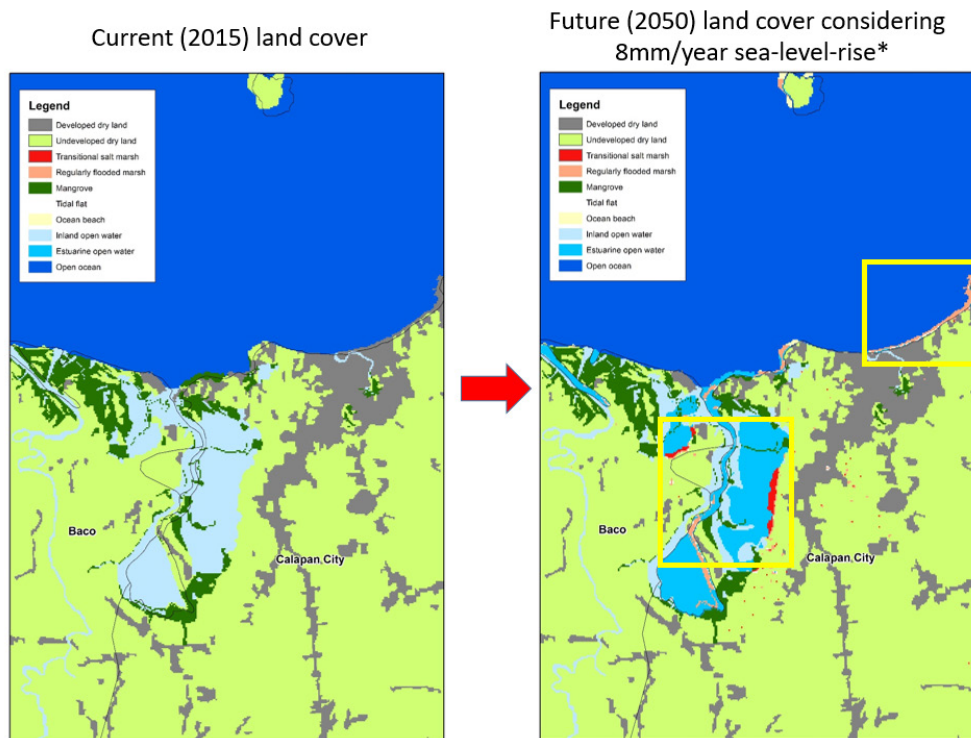 Current (2015) land cover
Future (2050) land cover considering
8mm/year sea-level-rise*
Legend
Developed dry land
Undeveloped dry land
Transitional salt marsh
Regularly flooded marsh
Mangrove
Tidal flat
Ocean beach
Inland open water
Estuarine open water
Open ocean
Baco
Calapan City
Legend
Developed dry land
Undeveloped dry land
Transitional salt marsh
Regularly flooded marsh
Mangrove
Tidal flat
Ocean beach
Inland open water
Estuarine open water
Open ocean
Baco
Calapan City